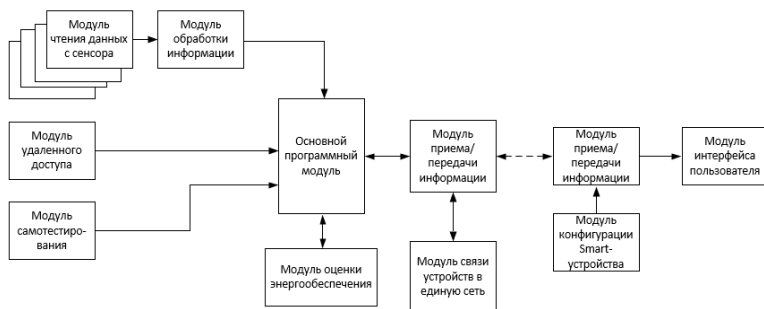 Модуль
чтения данных
с сенсора
Модуль
обработки
информации
Модуль
удаленного
доступа
Основной
программный
модуль
Модуль
приема/
передачи
информации
Модуль
приема/
передачи
информации
Модуль
интерфейса
пользователя
Модуль
самотестиро-
вания
Модуль оценки
энергообеспечения
Модуль связи
устройств в
единую сеть
Модуль
конфигурации
Smart-
устройства